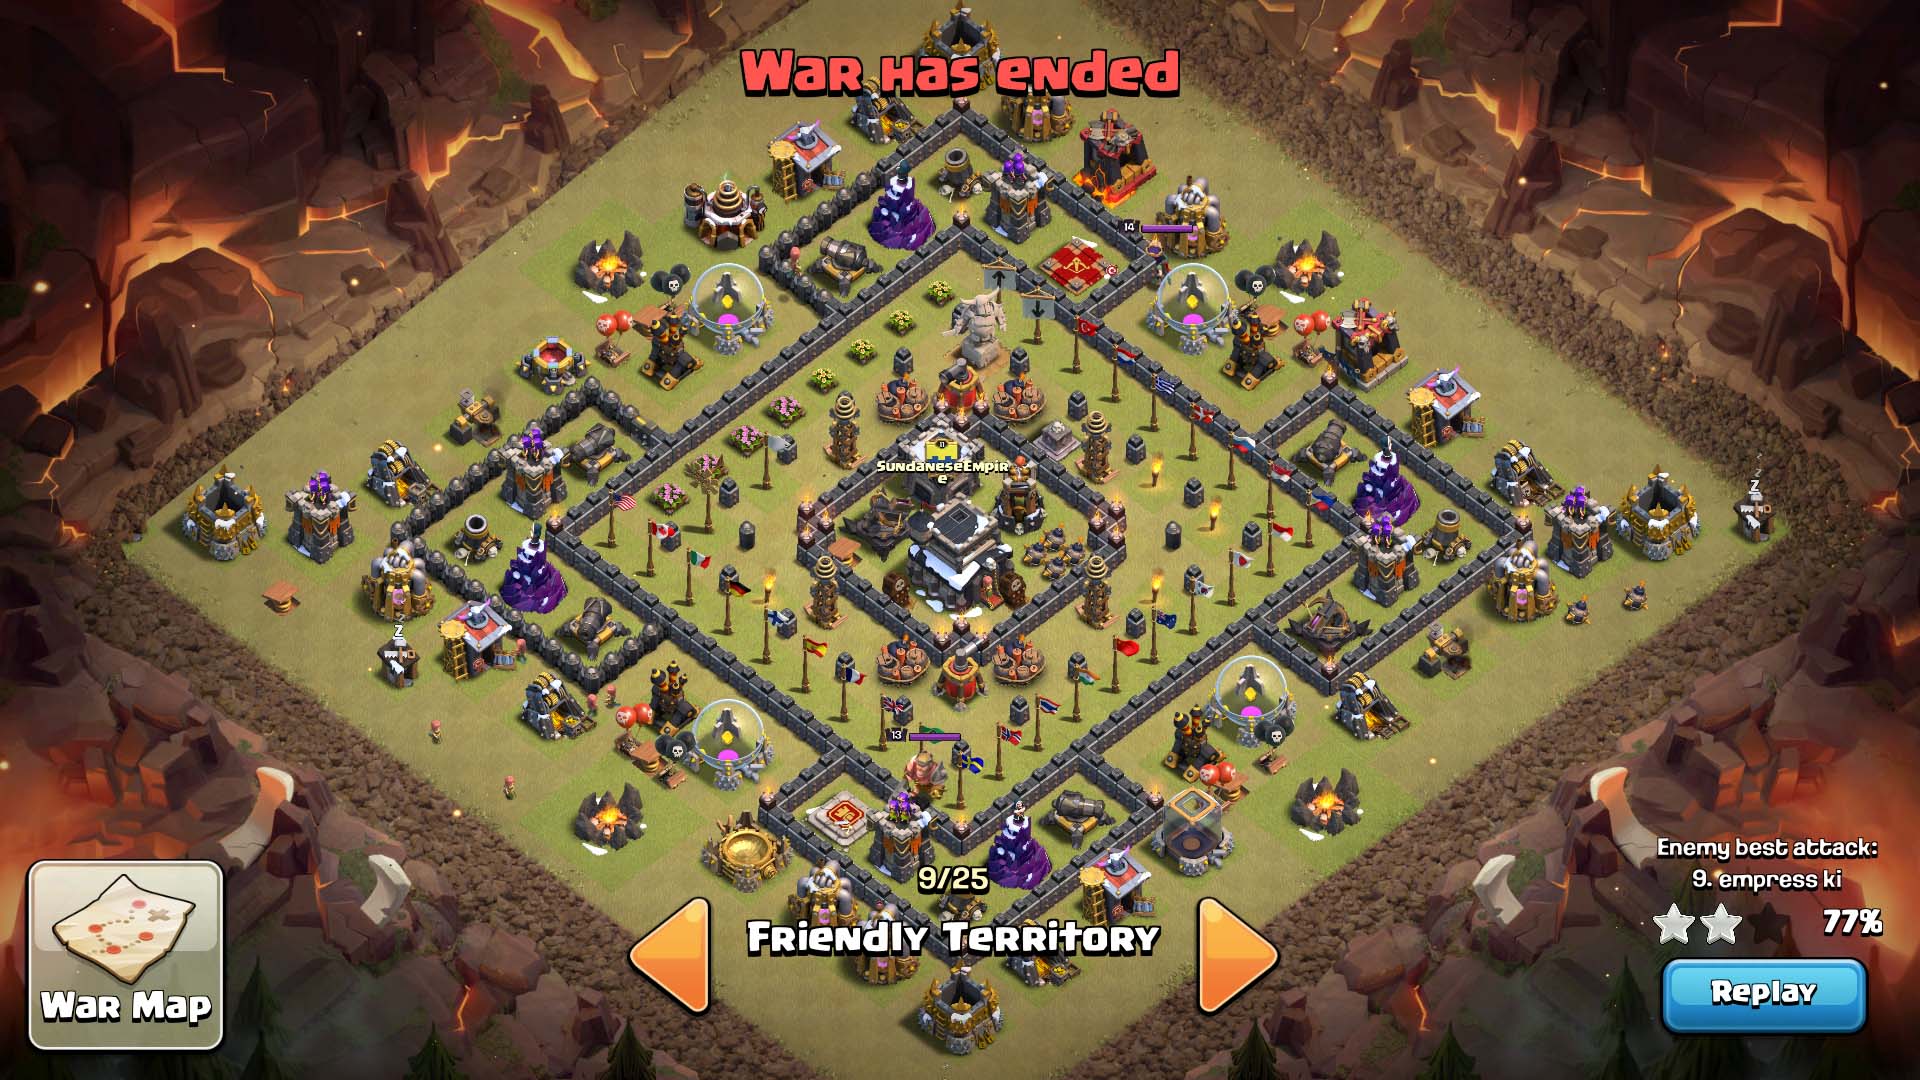 War has ended
14
11
SundaneseEmpir
e
z
Z
Z
13
9/25
Friendly Territory
War Map
Enemy best attack:
9. empress ki
77%
Replay